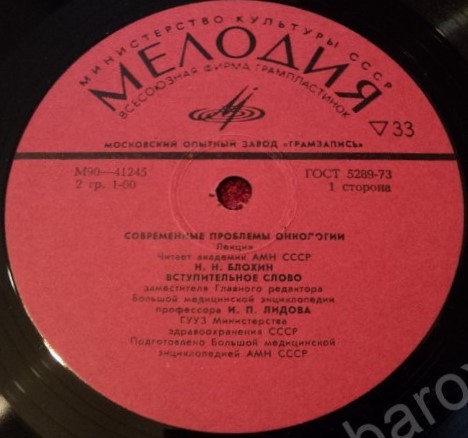 МИНИСТЕРСТВО КУЛЬТУРЫ СССР
МЕЛОДИЯ
ВСЕСОЮЗНАЯ ФИРМА ГРАМПЛАСТИНОК
33
МОСКОВСКИЙ ОПЫТНЫЙ ЗАВОД «ГРАМЗАПИСЬ»
М90—41245 ГОСТ 5289-73
2 гр. 1-00 1 сторона
СОВРЕМЕННЫЕ ПРОБЛЕМЫ ОНКОЛОГИИ
Лекция
Читает академик АМН СССР
Н. Н. БЛОХИН
ВСТУПИТЕЛЬНОЕ СЛОВО
заместителя Главного редактора
Большой медицинской энциклопедии
профессора И. П. ЛИДОВА
ГУУЗ Министерства
здравоохранения СССР
Подготовлено Большой медицинской
энциклопедией АМН СССР